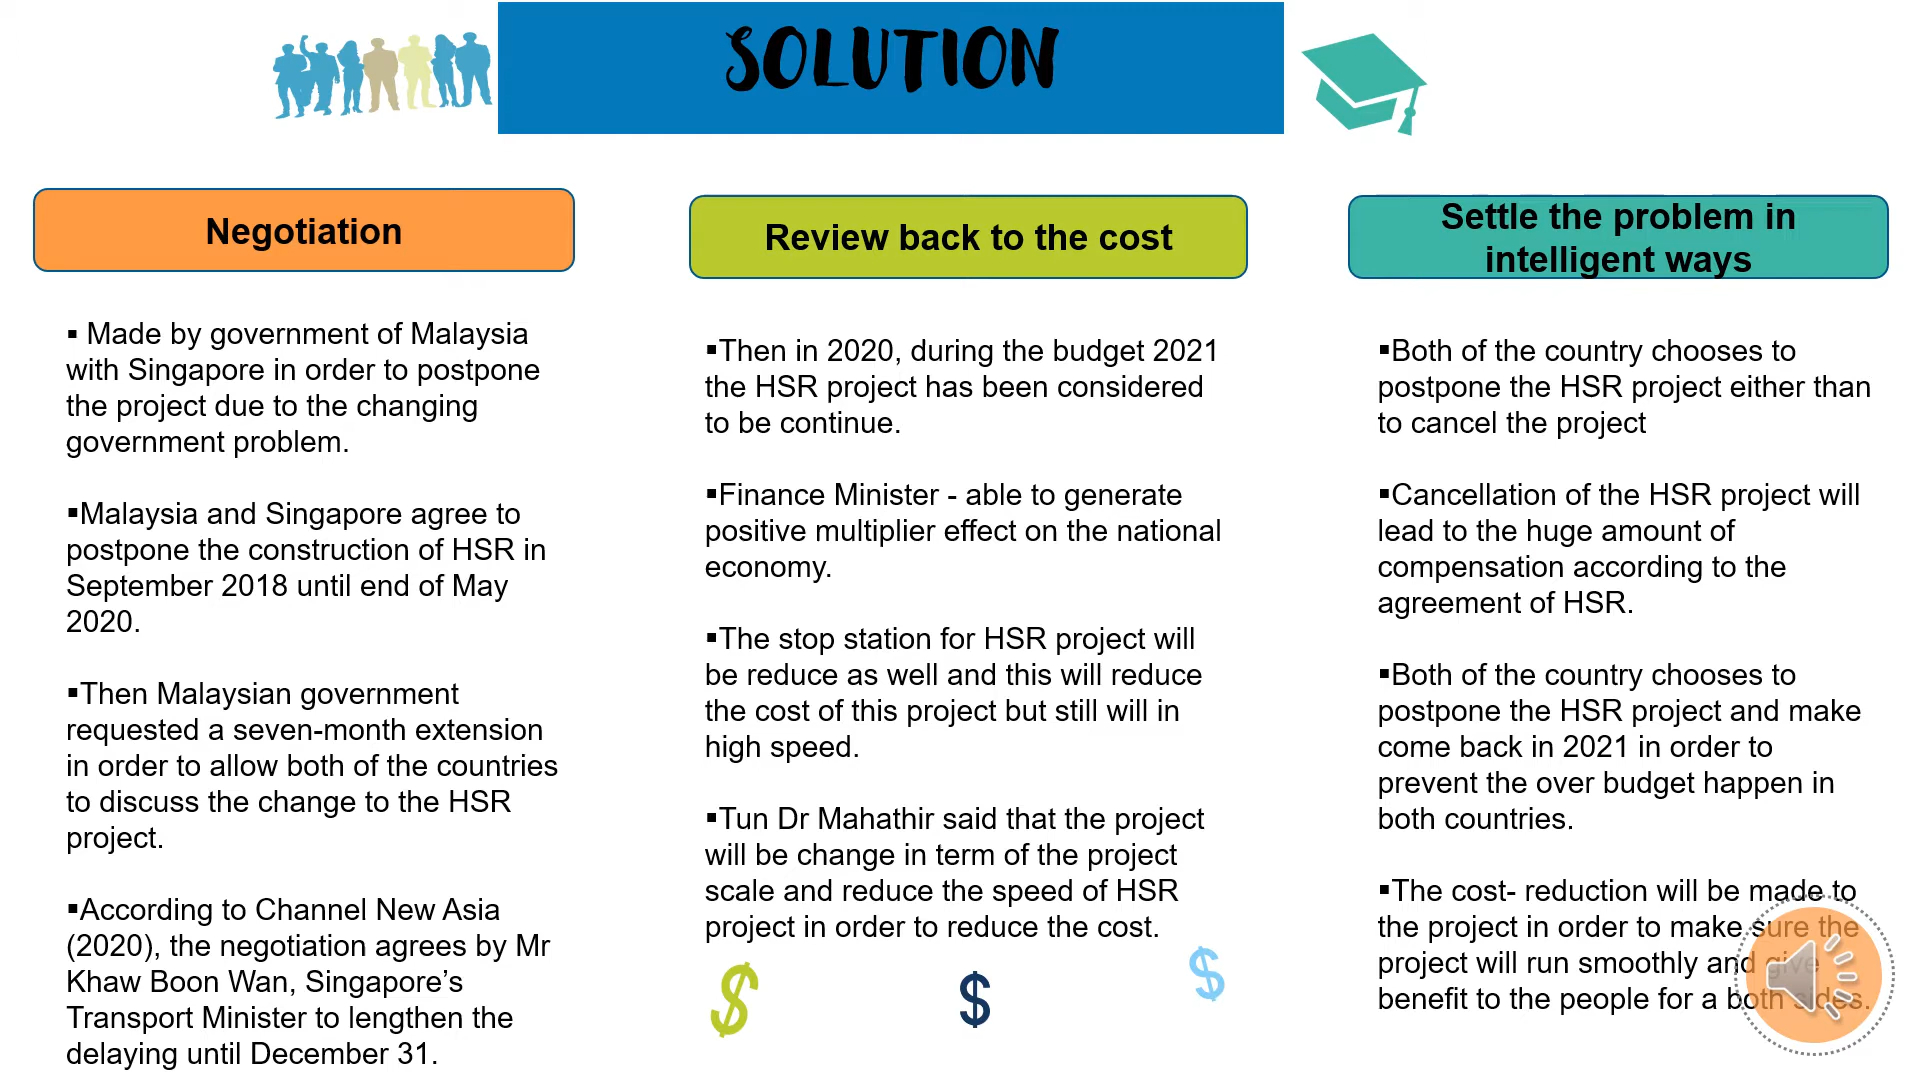 SOLUTION
Negotiation
▪ Made by government of Malaysia
with Singapore in order to postpone
the project due to the changing
government problem.
▪Malaysia and Singapore agree to
postpone the construction of HSR in
September 2018 until end of May
2020.
▪Then Malaysian government
requested a seven-month extension
in order to allow both of the countries
to discuss the change to the HSR
project.
▪According to Channel New Asia
(2020), the negotiation agrees by Mr
Khaw Boon Wan, Singapore’s
Transport Minister to lengthen the
delaying until December 31.
Review back to the cost
▪Then in 2020, during the budget 2021
the HSR project has been considered
to be continue.
▪Finance Minister - able to generate
positive multiplier effect on the national
economy.
▪The stop station for HSR project will
be reduce as well and this will reduce
the cost of this project but still will in
high speed.
▪Tun Dr Mahathir said that the project
will be change in term of the project
scale and reduce the speed of HSR
project in order to reduce the cost.
$ $ $
Settle the problem in
intelligent ways
▪Both of the country chooses to
postpone the HSR project either than
to cancel the project
▪Cancellation of the HSR project will
lead to the huge amount of
compensation according to the
agreement of HSR.
▪Both of the country chooses to
postpone the HSR project and make
come back in 2021 in order to
prevent the over budget happen in
both countries.
▪The cost- reduction will be made to
the project in order to make sure the
project will run smoothly and give
benefit to the people for a both sides.